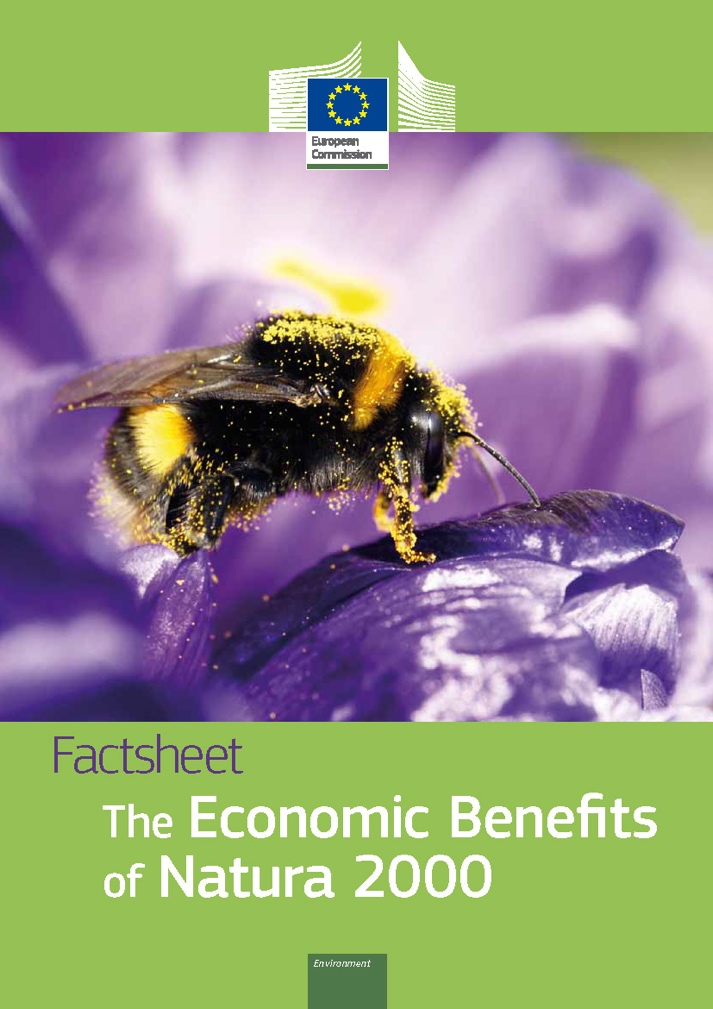 European
Commission
Factsheet
The Economic Benefits
of Natura 2000
Environment